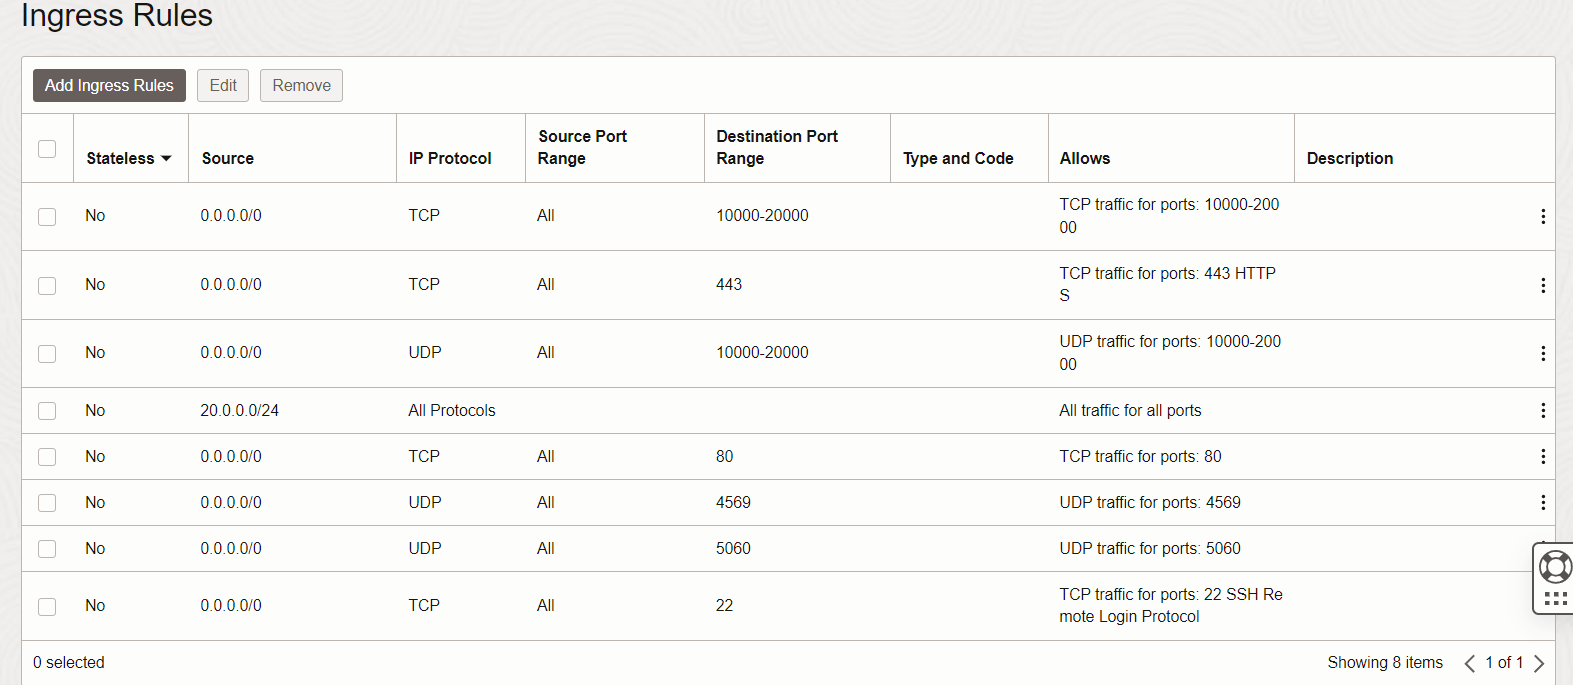 Ingress Rules
Add Ingress Rules Edit Remove
Stateless Source IP Protocol Source Port Range Destination Port Range Type and Code Allows Description
No 0.0.0.0/0 TCP All 10000-20000 TCP traffic for ports: 10000-200
00
No 0.0.0.0/0 TCP All 443 TCP traffic for ports: 443 HTTP
S
No 0.0.0.0/0 UDP All 10000-20000 UDP traffic for ports: 10000-200
00
No 20.0.0.0/24 All Protocols All traffic for all ports
No 0.0.0.0/0 TCP All 80 TCP traffic for ports: 80
No 0.0.0.0/0 UDP All 4569 UDP traffic for ports: 4569
No 0.0.0.0/0 UDP All 5060 UDP traffic for ports: 5060
No 0.0.0.0/0 TCP All 22 TCP traffic for ports: 22 SSH Re
mote Login Protocol
0 selected Showing 8 items 1 of 1